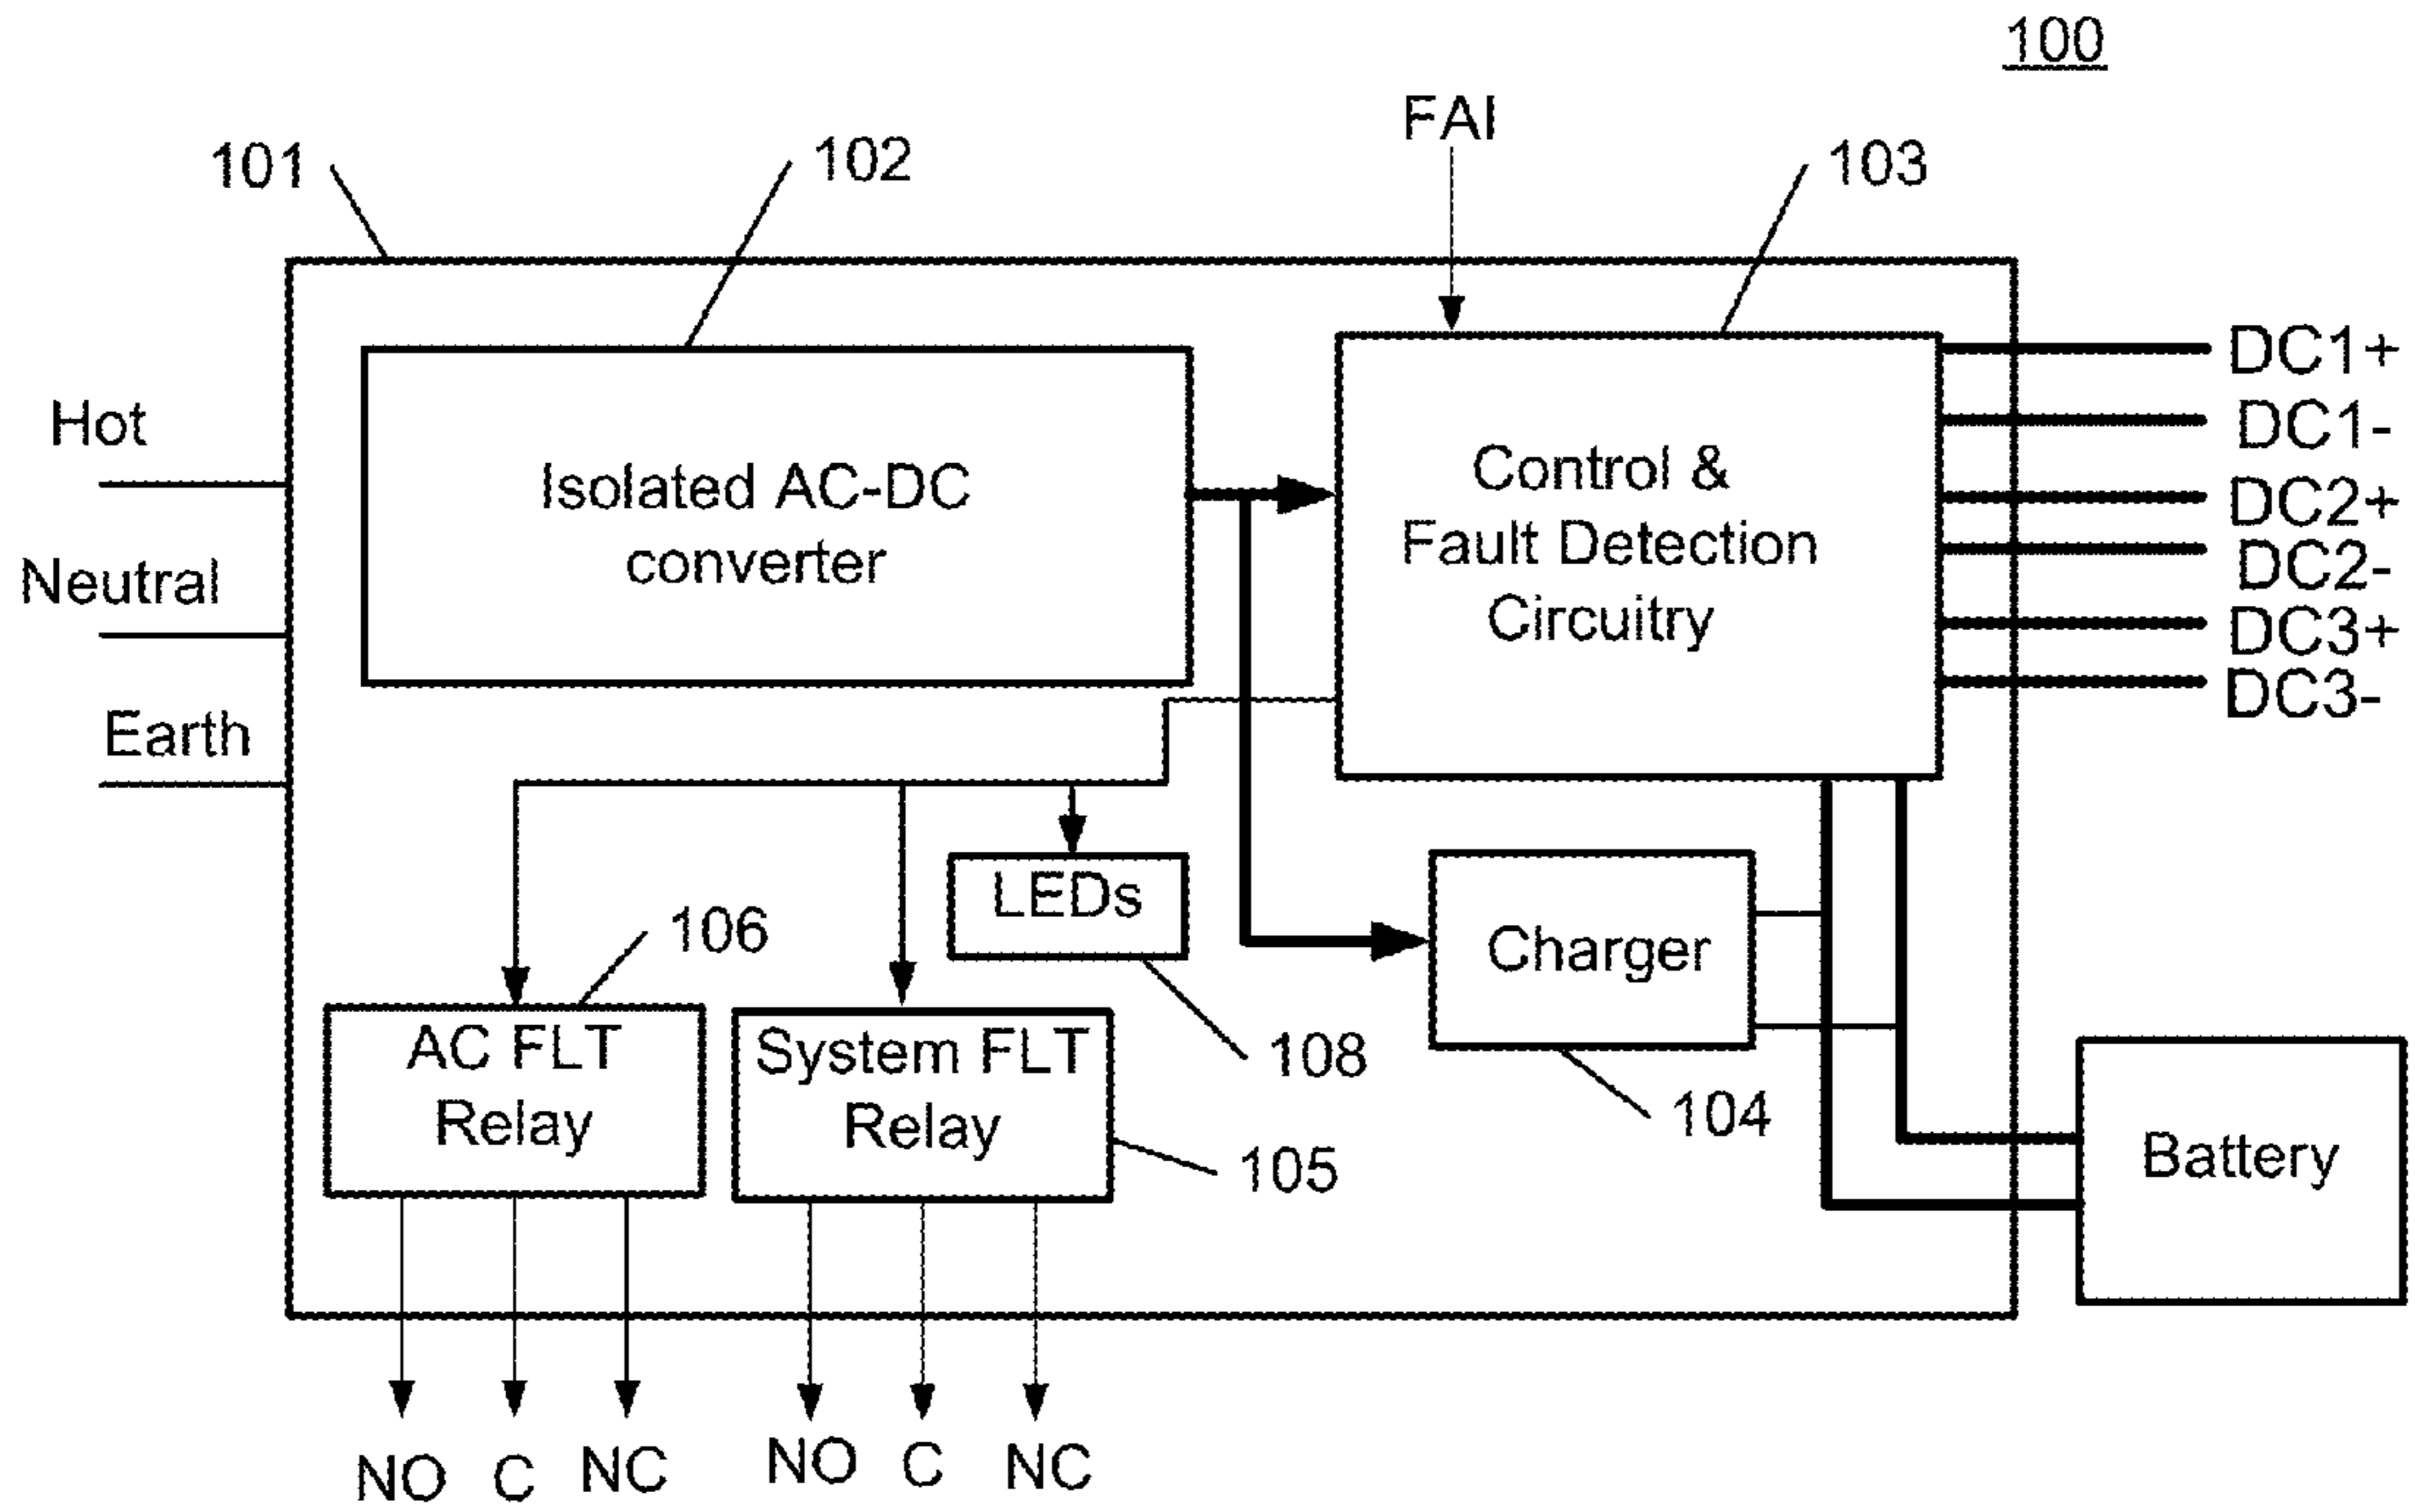 100
FAI
101
102
103
DC1+
Hot
DC1-
Isolated AC-DC
converter
Control &
Fault Detection
Circuitry
DC2+
DC2-
Neutral
DC3+
DC3-
Earth
LEDs
106
Charger
AC FLT
Relay
System FLT
Relay
108
104
105
Battery
NO
C
NC
NO
C
NC